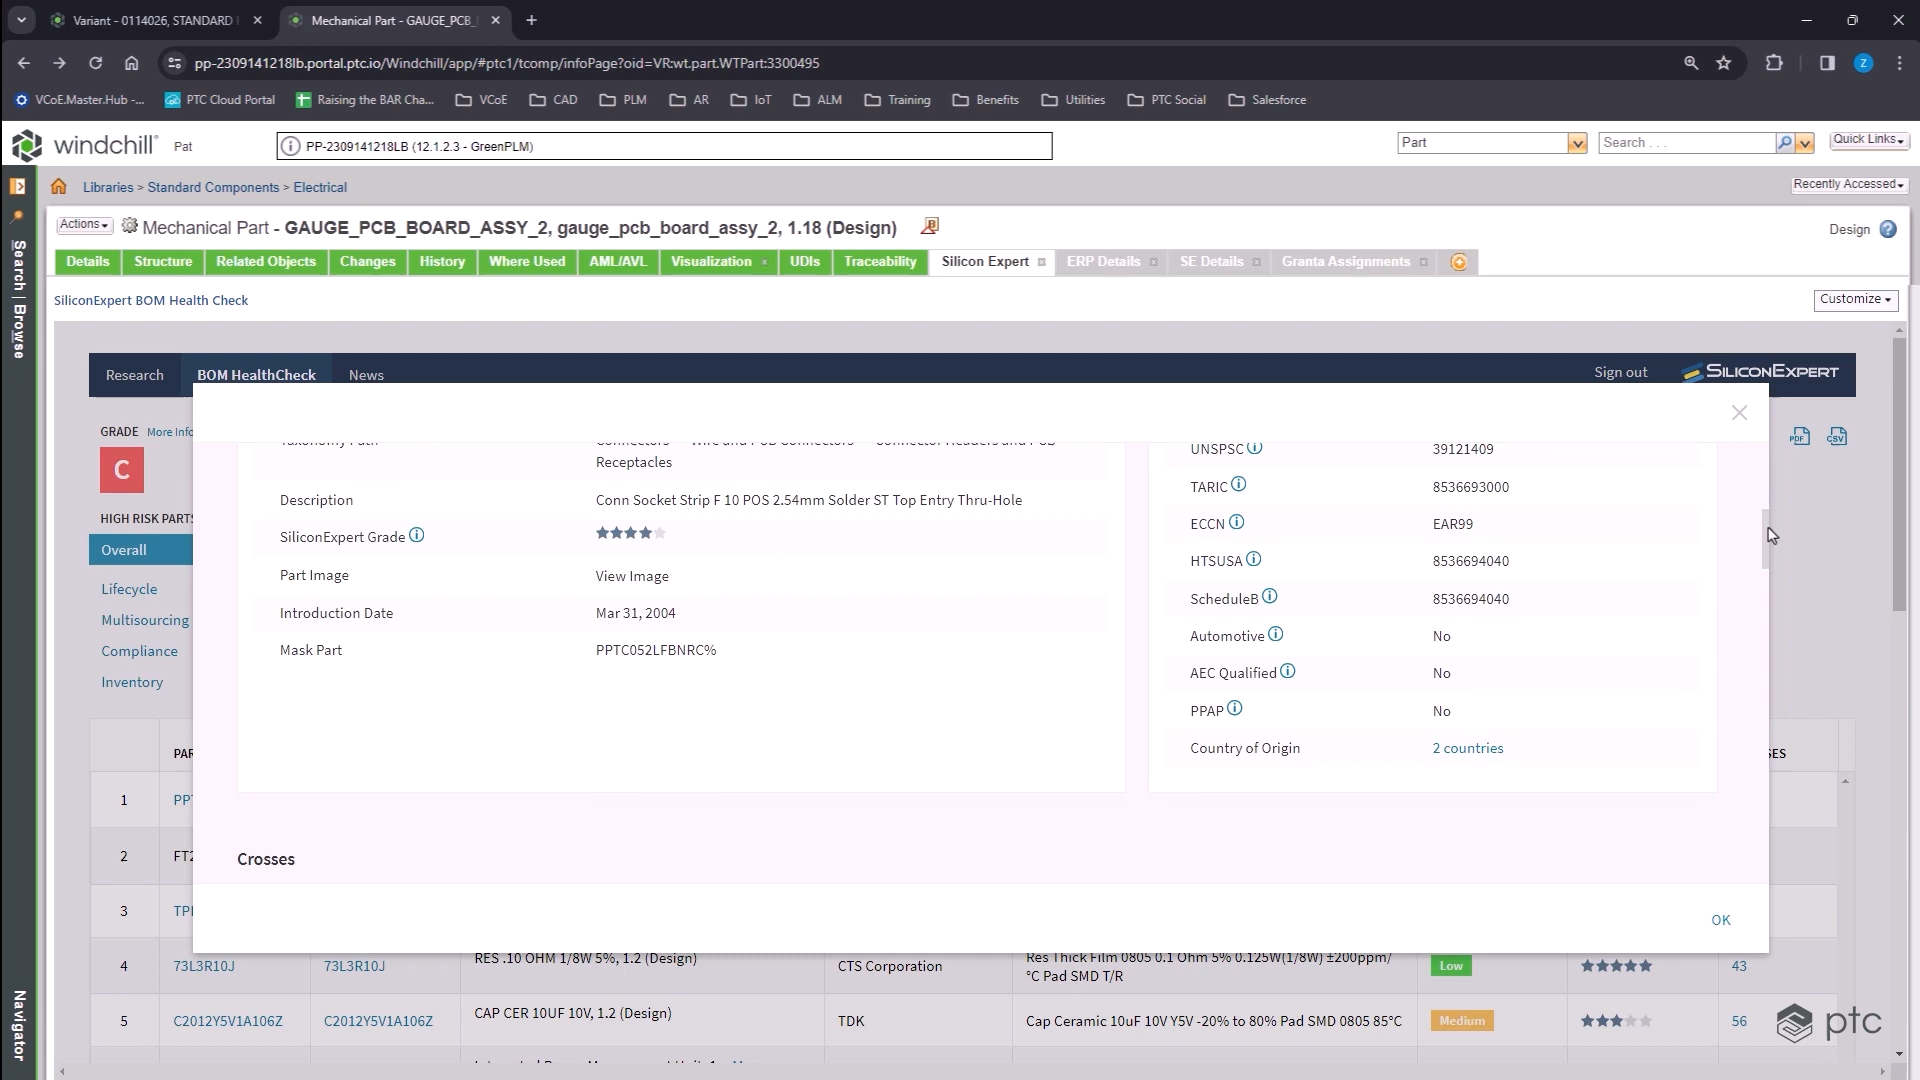 Variant - 0114026, STANDARD
Mechanical Part - GAUGE_PCB_
pp-2309141218lb.portal.ptc.io/Windchill/app/#ptc1/tcomp/infoPage?oid=VR:wt.part.WTPart:3300495
Z
VCoE.Master.Hub -...
PTC Cloud Portal
Raising the BAR Cha...
VCoE
CAD
PLM
AR
IoT
ALM
Training
Benefits
Utilities
PTC Social
Salesforce
windchill
Pat
PP-2309141218LB (12.1.2.3 - GreenPLM)
Part
Search . . .
Quick Links
Libraries > Standard Components > Electrical
Recently Accessed
Search | Browse
Navigator
Actions
Mechanical Part - GAUGE_PCB_BOARD_ASSY_2, gauge_pcb_board_assy_2, 1.18 (Design)
Design
Details
Structure
Related Objects
Changes
History
Where Used
AML/AVL
Visualization
UDIs
Traceability
Silicon Expert
ERP Details
SE Details
Granta Assignments
SiliconExpert BOM Health Check
Customize
Research
BOM HealthCheck
News
Sign out
SILICONEXPERT
GRADE More Info
C
PDF
CSV
HIGH RISK PARTS
Overall
Lifecycle
Multisourcing
Compliance
Inventory
Taxonomy Path
Connectors Wire and PCB Connectors Connector Headers and PCB
Receptacles
Description
Conn Socket Strip F 10 POS 2.54mm Solder ST Top Entry Thru-Hole
SiliconExpert Grade
Part Image
View Image
Introduction Date
Mar 31, 2004
Mask Part
PPTC052LFBNRC%
UNSPSC
39121409
TARIC
8536693000
ECCN
EAR99
HTSUSA
8536694040
ScheduleB
8536694040
Automotive
No
AEC Qualified
No
PPAP
No
Country of Origin
2 countries
Crosses
OK
PAR
SES
1
PPT
2
FT2
3
TPI
4
73L3R10J
73L3R10J
RES .10 OHM 1/8W 5%, 1.2 (Design)
CTS Corporation
Res Thick Film 0805 0.1 Ohm 5% 0.125W(1/8W) ±200ppm/
°C Pad SMD T/R
Low
43
5
C2012Y5V1A106Z
C2012Y5V1A106Z
CAP CER 10UF 10V, 1.2 (Design)
TDK
Cap Ceramic 10uF 10V Y5V -20% to 80% Pad SMD 0805 85°C
Medium
56
ptc